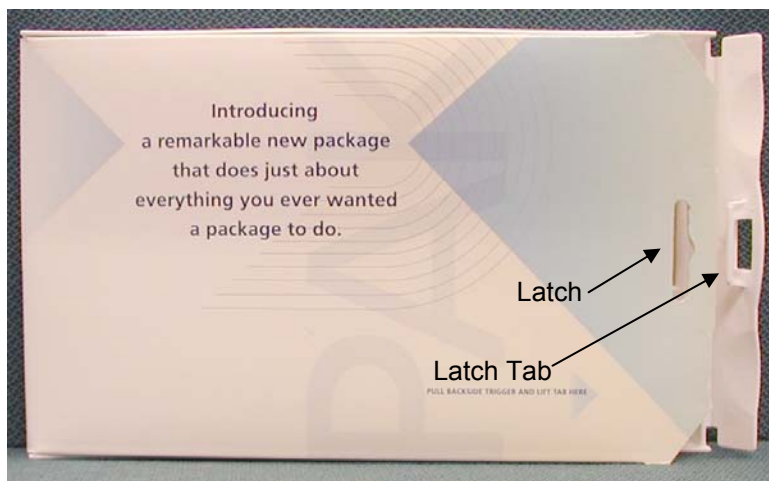 Introducing
a remarkable new package
that does just about
everything you ever wanted
a package to do.
Latch
Latch Tab
PULL BACKSIDE TRIGGER AND LIFT TAB HERE